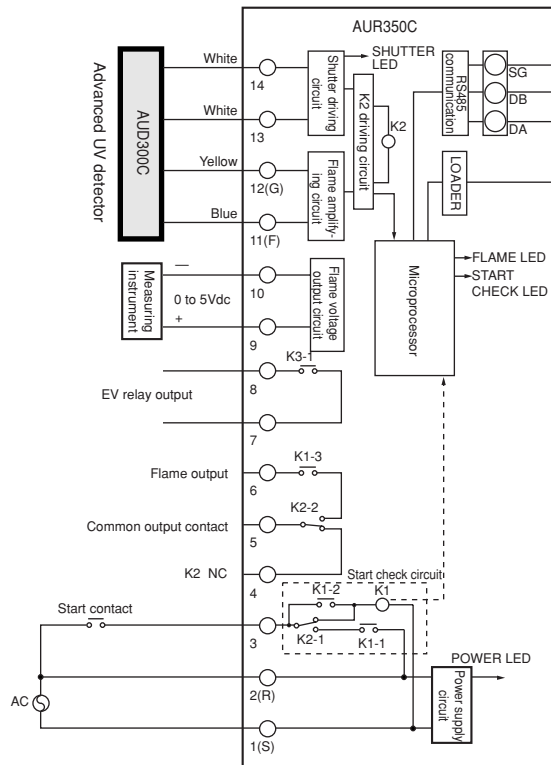 AUR350C
Advanced UV detector
AUD300C
White
14
White
13
Yellow
12(G)
Blue
11(F)
Shutter driving
circuit
SHUTTER
LED
K2 driving circuit
K2
Flame amplify-
ing circuit
RS485
communication
SG
DB
DA
LOADER
Microprocessor
FLAME LED
START
CHECK LED
Measuring
instrument
—
0 to 5Vdc
+
10
9
Flame voltage
output circuit
EV relay output
8
K3-1
7
Flame output
6
K1-3
Common output contact
5
K2-2
K2 NC
4
Start check circuit
K1-2
K1
Start contact
3
K2-1
K1-1
POWER LED
2(R)
AC
1(S)
Power supply
circuit